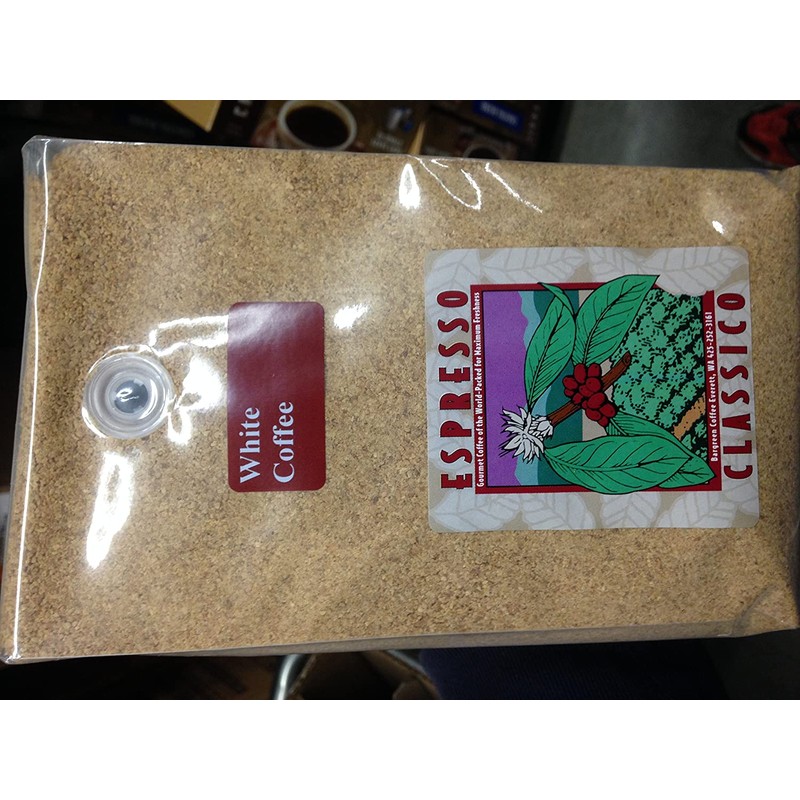 White
Coffee
ESPRESSO
Gourmet Coffee of the World-Packed for Maximum Freshness
Bargreen Coffee Everett, WA 425-252-3161
CLASSICO